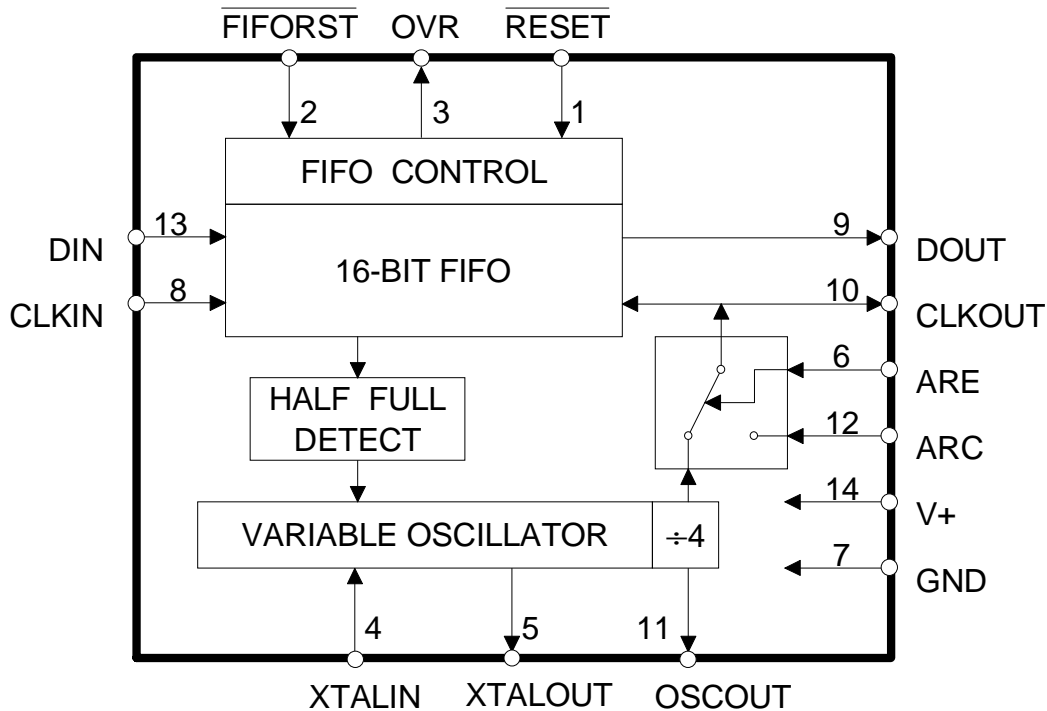 FIFORST OVR RESET
2 3 1
FIFO CONTROL
DIN 13
16-BIT FIFO
9 DOUT
CLKIN 8
10 CLKOUT
6 ARE
HALF FULL
DETECT
12 ARC
14 V+
VARIABLE OSCILLATOR ÷4
7 GND
4 5 11
XTALIN XTALOUT OSCOUT